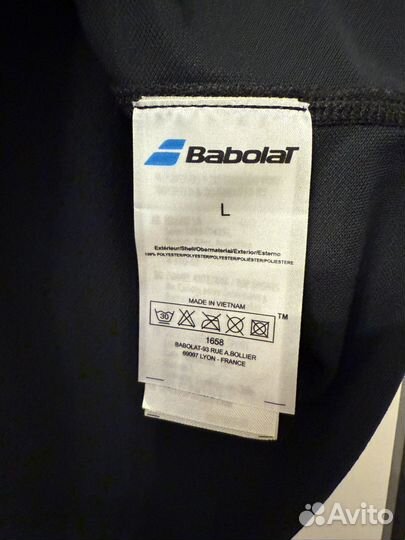 BabolaT
L
Extérieur/Shell/Obermaterial/Exterior/Esterno
100% POLYESTER/POLYESTER/POLYESTER/POLIÉSTER/POLIESTERE
MADE IN VIETNAM
30
TM
1658
BABOLAT-93 RUE A.BOLLIER
69007 LYON - FRANCE
Avito